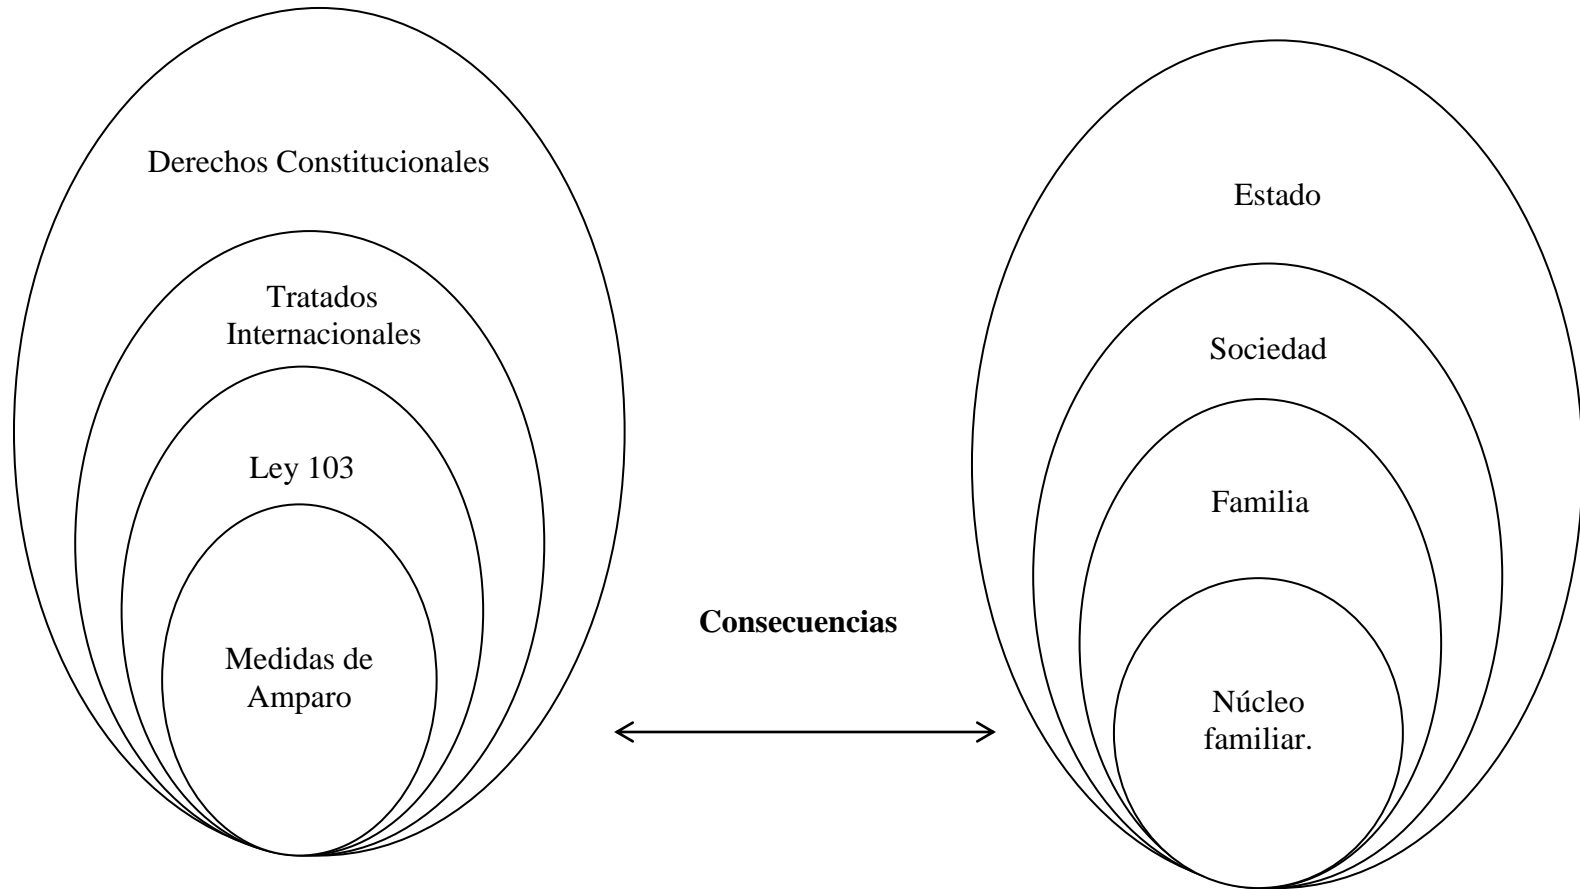 Derechos Constitucionales
Tratados
Internacionales
Ley 103
Medidas de
Amparo
Consecuencias
Estado
Sociedad
Familia
Núcleo
familiar.